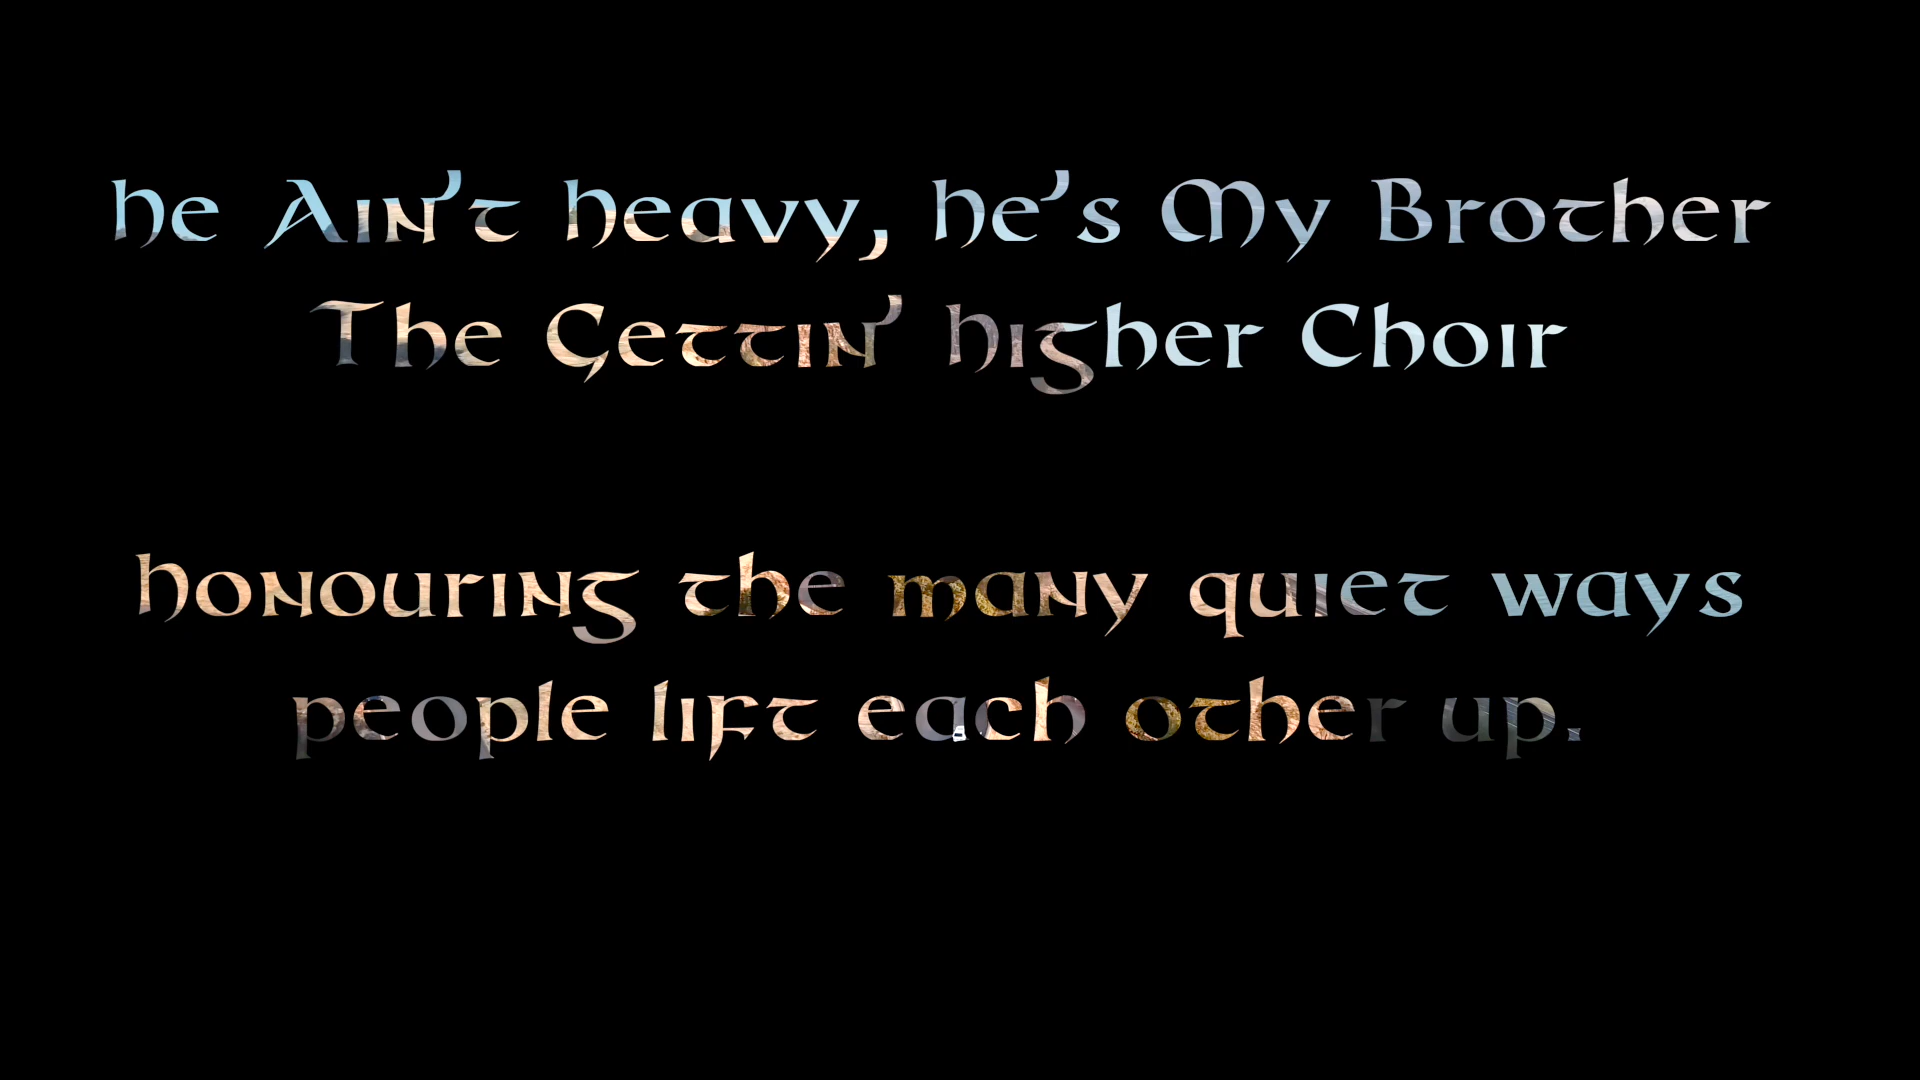 he Ain't heavy, he's My Brother
The Gettin' higher Choir
honouring the many quiet ways
people lift each other up.